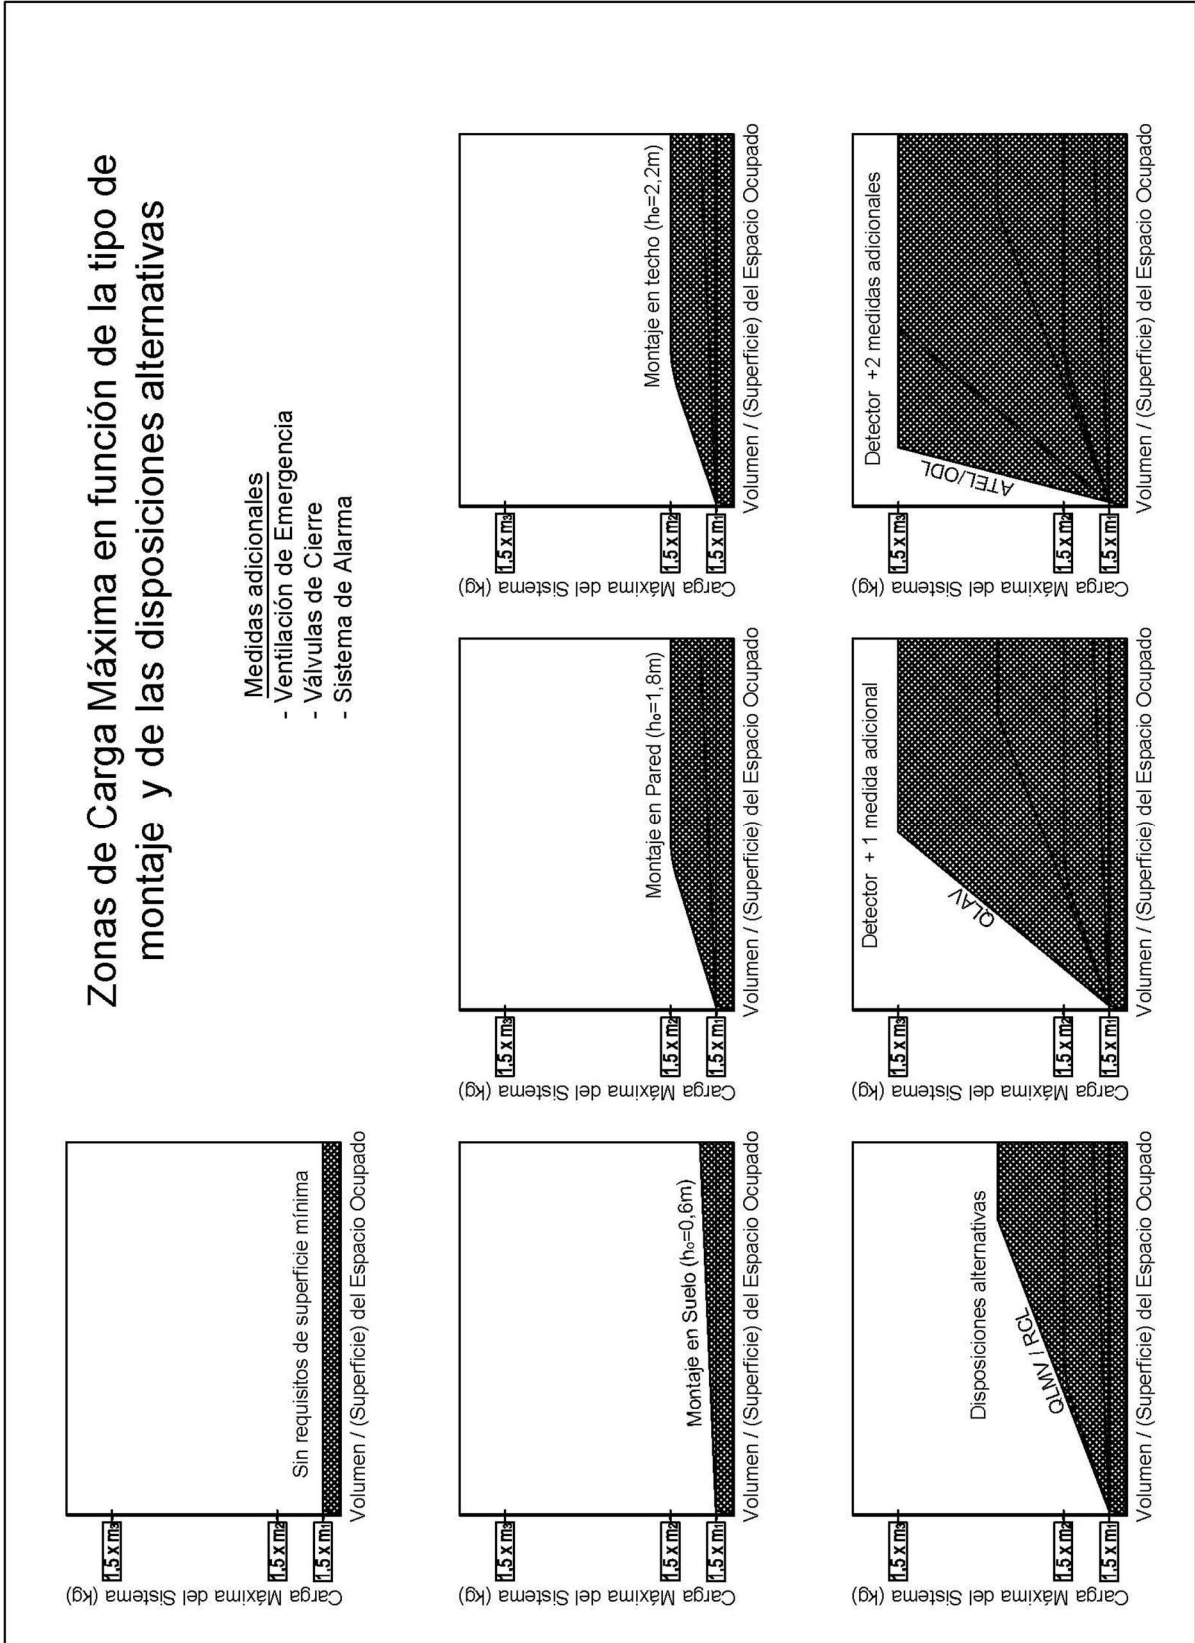 Zonas de Carga Máxima en función de la tipo de
montaje y de las disposiciones alternativas
Medidas adicionales
- Ventilación de Emergencia
- Válvulas de Cierre
- Sistema de Alarma
Carga Máxima del Sistema (kg)
1.5 x m3
1.5 x m2
1.5 x m1
Sin requisitos de superficie mínima
Volumen / (Superficie) del Espacio Ocupado
Carga Máxima del Sistema (kg)
1.5 x m3
1.5 x m2
1.5 x m1
Montaje en Suelo (ho=0,6m)
Volumen / (Superficie) del Espacio Ocupado
Carga Máxima del Sistema (kg)
1.5 x m3
1.5 x m2
1.5 x m1
Montaje en Pared (ho=1,8m)
Volumen / (Superficie) del Espacio Ocupado
Carga Máxima del Sistema (kg)
1.5 x m3
1.5 x m2
1.5 x m1
Montaje en techo (ho=2,2m)
Volumen / (Superficie) del Espacio Ocupado
Carga Máxima del Sistema (kg)
1.5 x m3
1.5 x m2
1.5 x m1
Disposiciones alternativas
QLMV / RCL
Volumen / (Superficie) del Espacio Ocupado
Carga Máxima del Sistema (kg)
1.5 x m3
1.5 x m2
1.5 x m1
Detector + 1 medida adicional
QLAV
Volumen / (Superficie) del Espacio Ocupado
Carga Máxima del Sistema (kg)
1.5 x m3
1.5 x m2
1.5 x m1
Detector +2 medidas adicionales
ATEL/ODL
Volumen / (Superficie) del Espacio Ocupado